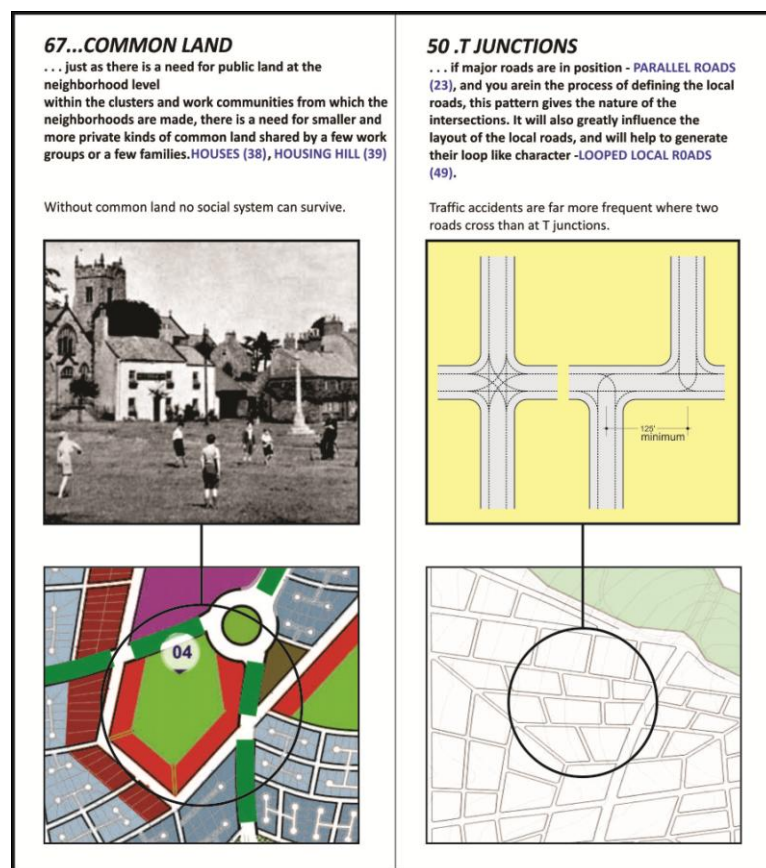 67...COMMON LAND
. . . just as there is a need for public land at the
neighborhood level
within the clusters and work communities from which the
neighborhoods are made, there is a need for smaller and
more private kinds of common land shared by a few work
groups or a few families.HOUSES (38), HOUSING HILL (39)
Without common land no social system can survive.
04
50 .T JUNCTIONS
. . . if major roads are in position - PARALLEL ROADS
(23), and you arein the process of defining the local
roads, this pattern gives the nature of the
intersections. It will also greatly influence the
layout of the local roads, and will help to generate
their loop like character -LOOPED LOCAL R0ADS
(49).
Traffic accidents are far more frequent where two
roads cross than at T junctions.
125'
minimum